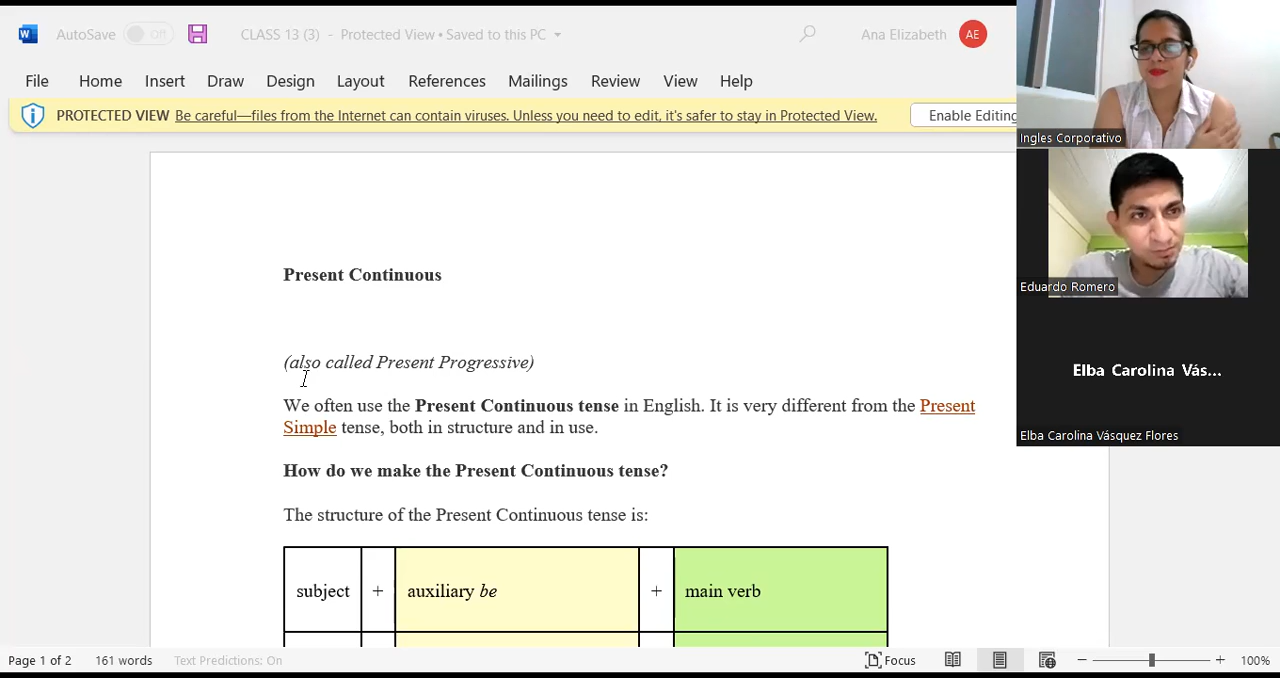 AutoSave Off CLASS 13 (3) - Protected View • Saved to this PC Ana Elizabeth AE
File Home Insert Draw Design Layout References Mailings Review View Help
PROTECTED VIEW Be careful—files from the Internet can contain viruses. Unless you need to edit, it's safer to stay in Protected View. Enable Editing
Ingles Corporativo
Eduardo Romero
Elba Carolina Vás...
Elba Carolina Vásquez Flores
Present Continuous
(also called Present Progressive)
We often use the Present Continuous tense in English. It is very different from the Present
Simple tense, both in structure and in use.
How do we make the Present Continuous tense?
The structure of the Present Continuous tense is:
subject + auxiliary be + main verb
Page 1 of 2 161 words Text Predictions: On Focus 100%